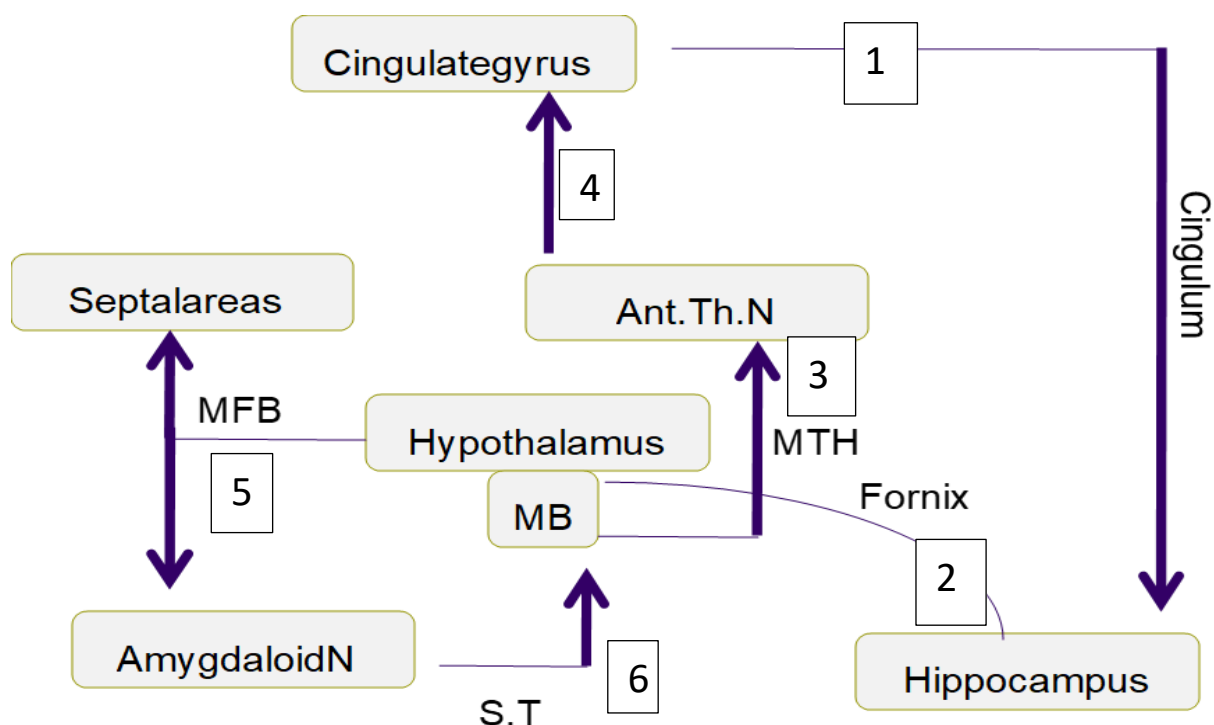 Cingulategyrus
1
4
Cingulum
Septalareas
Ant.Th.N
3
MFB
Hypothalamus
MTH
5
MB
Fornix
2
AmygdaloidN
6
S.T
Hippocampus